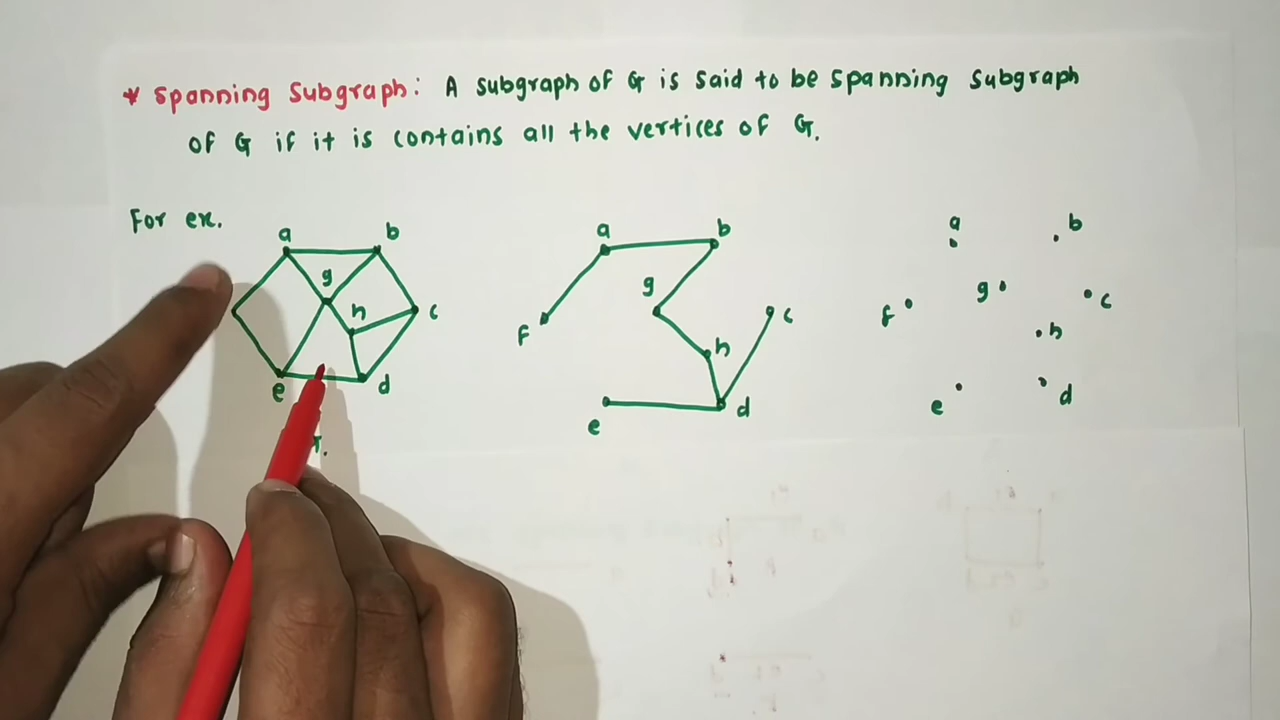 * Spanning Subgraph: A subgraph of G is said to be spanning subgraph
of G if it is contains all the vertices of G.
For ex.
a b g h c e d
a b g F h c e d
a b g f c h e d